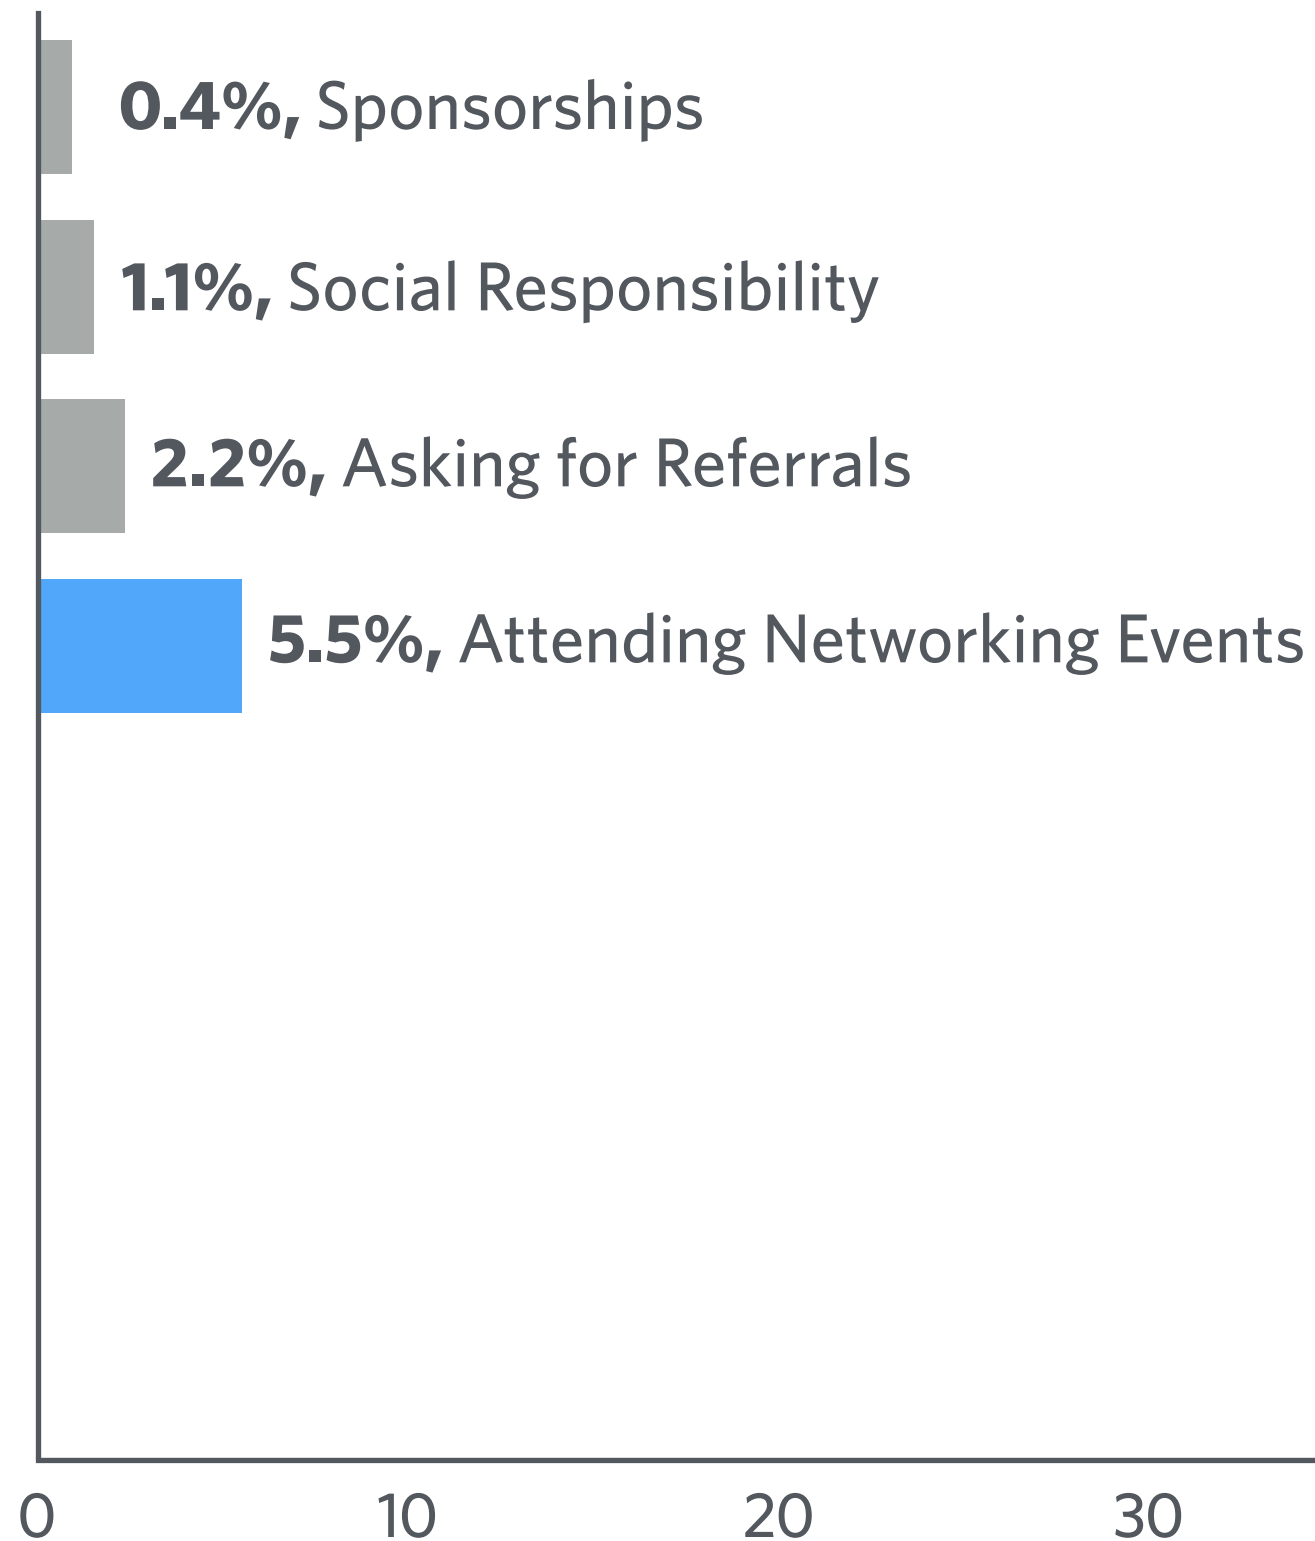 0.4%, Sponsorships
1.1%, Social Responsibility
2.2%, Asking for Referrals
5.5%, Attending Networking Events
0 10 20 30